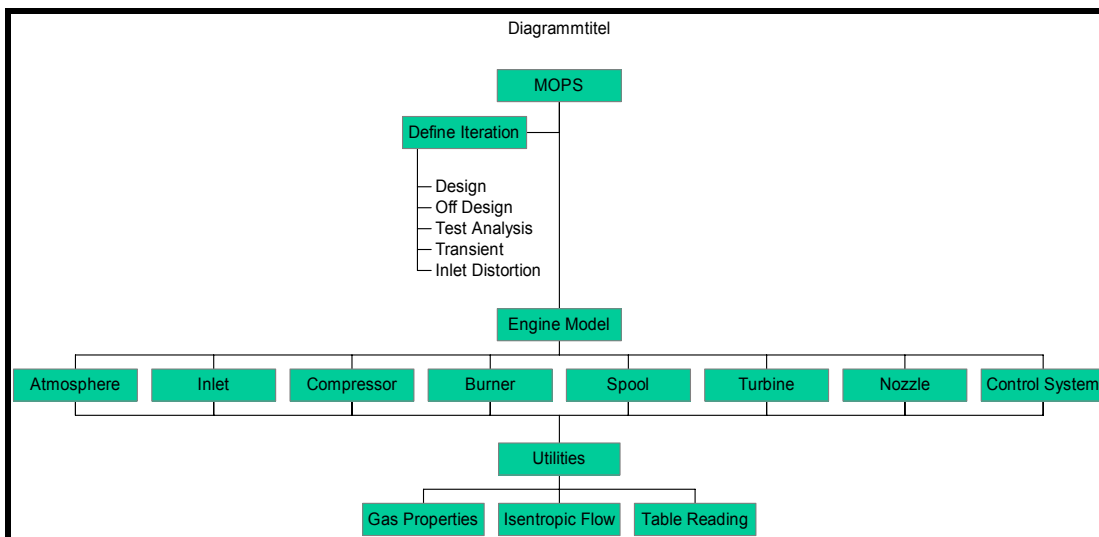 Diagrammtitel
MOPS
Define Iteration
Design
Off Design
Test Analysis
Transient
Inlet Distortion
Engine Model
Atmosphere Inlet Compressor Burner Spool Turbine Nozzle Control System
Utilities
Gas Properties Isentropic Flow Table Reading